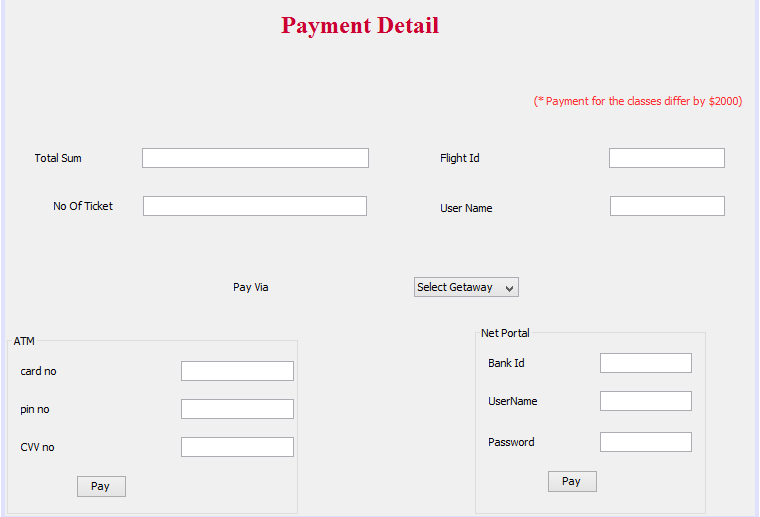 Payment Detail
(* Payment for the classes differ by $2000)
Total Sum
Flight Id
No Of Ticket
User Name
Pay Via
Select Getaway
ATM
card no
pin no
CVV no
Pay
Net Portal
Bank Id
UserName
Password
Pay